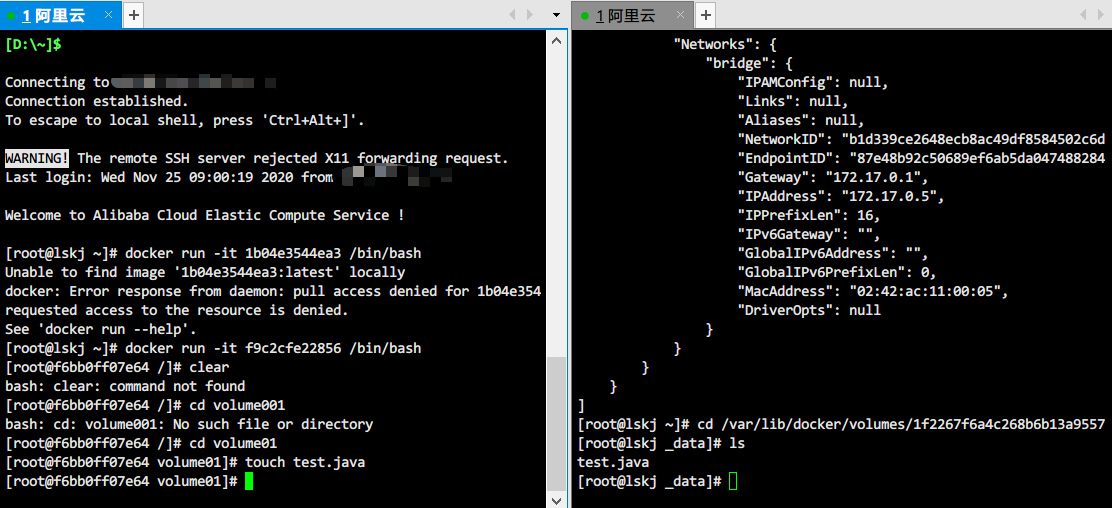 1 阿里云
[D:\~]$
Connecting to
Connection established.
To escape to local shell, press 'Ctrl+Alt+]'.
WARNING! The remote SSH server rejected X11 forwarding request.
Last login: Wed Nov 25 09:00:19 2020 from
Welcome to Alibaba Cloud Elastic Compute Service !
[root@lskj ~]# docker run -it 1b04e3544ea3 /bin/bash
Unable to find image '1b04e3544ea3:latest' locally
docker: Error response from daemon: pull access denied for 1b04e354
requested access to the resource is denied.
See 'docker run --help'.
[root@lskj ~]# docker run -it f9c2cfe22856 /bin/bash
[root@f6bb0ff07e64 /]# clear
bash: clear: command not found
[root@f6bb0ff07e64 /]# cd volume001
bash: cd: volume001: No such file or directory
[root@f6bb0ff07e64 /]# cd volume01
[root@f6bb0ff07e64 volume01]# touch test.java
[root@f6bb0ff07e64 volume01]#
1 阿里云
"Networks": {
"bridge": {
"IPAMConfig": null,
"Links": null,
"Aliases": null,
"NetworkID": "b1d339ce2648ecb8ac49df8584502c6d
"EndpointID": "87e48b92c50689ef6ab5da047488284
"Gateway": "172.17.0.1",
"IPAddress": "172.17.0.5",
"IPPrefixLen": 16,
"IPv6Gateway": "",
"GlobalIPv6Address": "",
"GlobalIPv6PrefixLen": 0,
"MacAddress": "02:42:ac:11:00:05",
"DriverOpts": null
}
}
}
}
]
[root@lskj ~]# cd /var/lib/docker/volumes/1f2267f6a4c268b6b13a9557
[root@lskj _data]# ls
test.java
[root@lskj _data]#